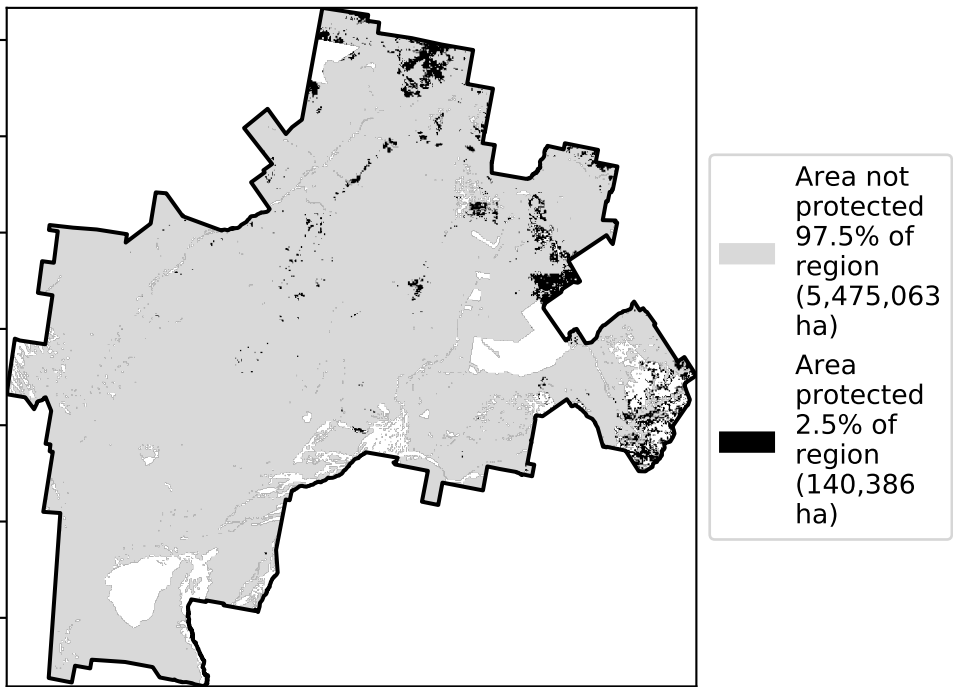 Area not
protected
97.5% of
region
(5,475,063
ha)
Area
protected
2.5% of
region
(140,386
ha)